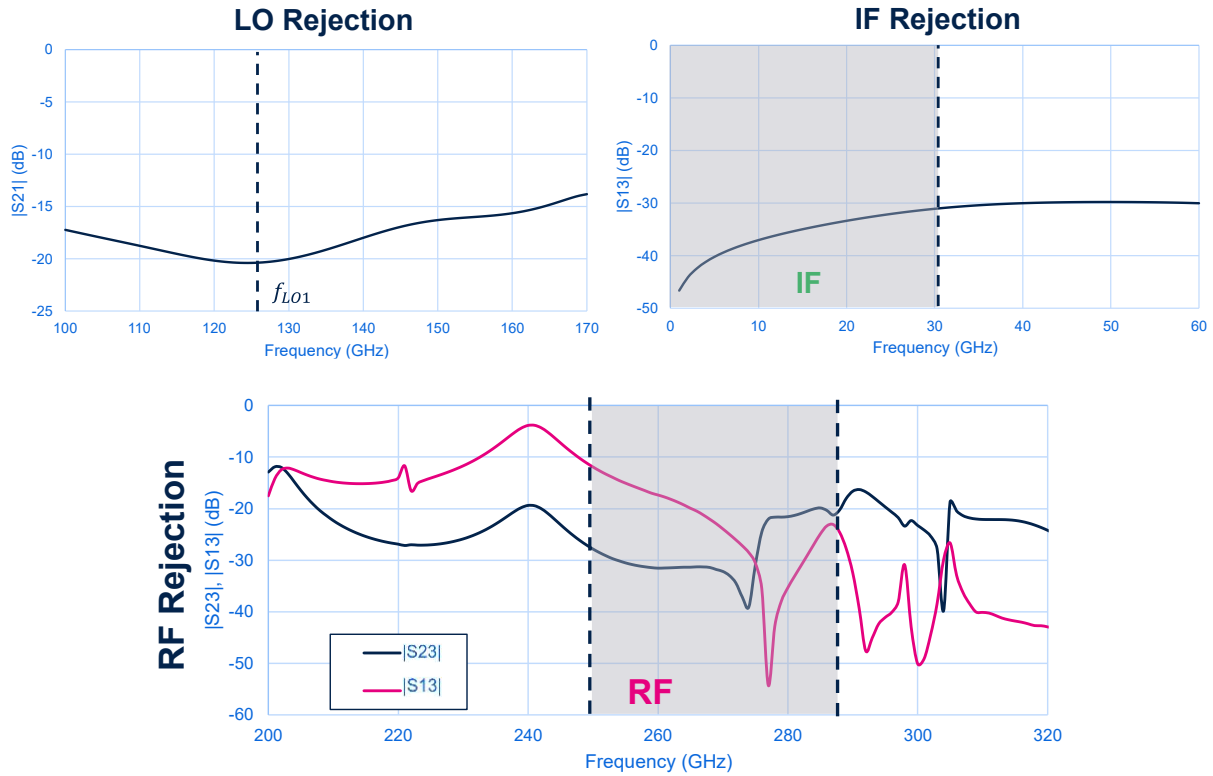 LO Rejection
0
-5
-10
-15
-20
-25
|S21| (dB)
f_LO1
100 110 120 130 140 150 160 170
Frequency (GHz)
IF Rejection
0
-10
-20
-30
-40
-50
|S13| (dB)
IF
0 10 20 30 40 50 60
Frequency (GHz)
RF Rejection
|S23|, |S13| (dB)
0
-10
-20
-30
-40
-50
-60
|S23|
|S13|
RF
200 220 240 260 280 300 320
Frequency (GHz)